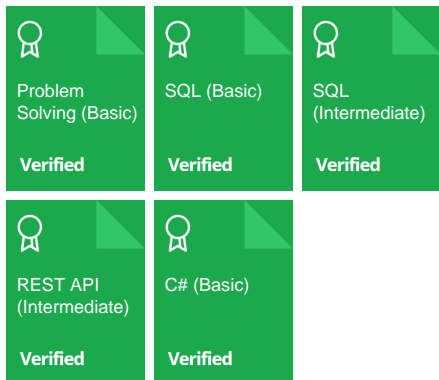 Problem
Solving (Basic)
Verified
SQL (Basic)
Verified
SQL
(Intermediate)
Verified
REST API
(Intermediate)
Verified
C# (Basic)
Verified